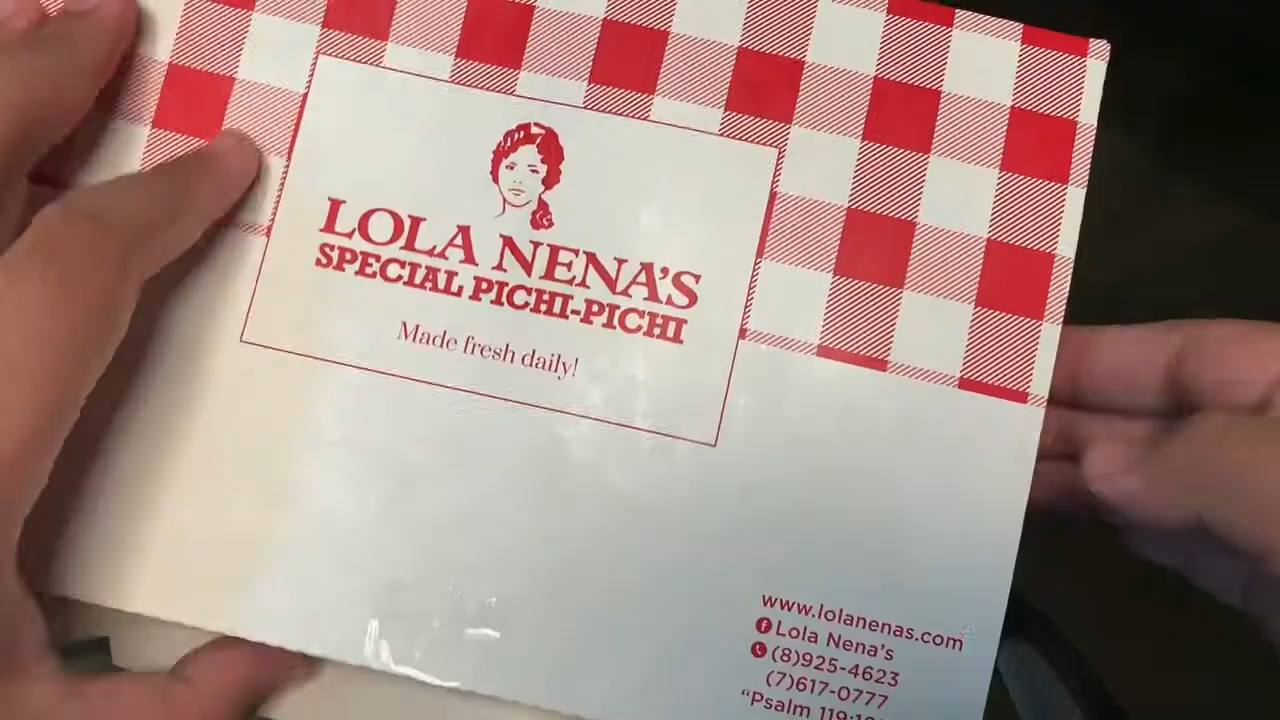 LOLA NENA'S
SPECIAL PICHI-PICHI
Made fresh daily!
www.lolanenas.com
Lola Nena's
(8)925-4623
(7)617-0777
"Psalm